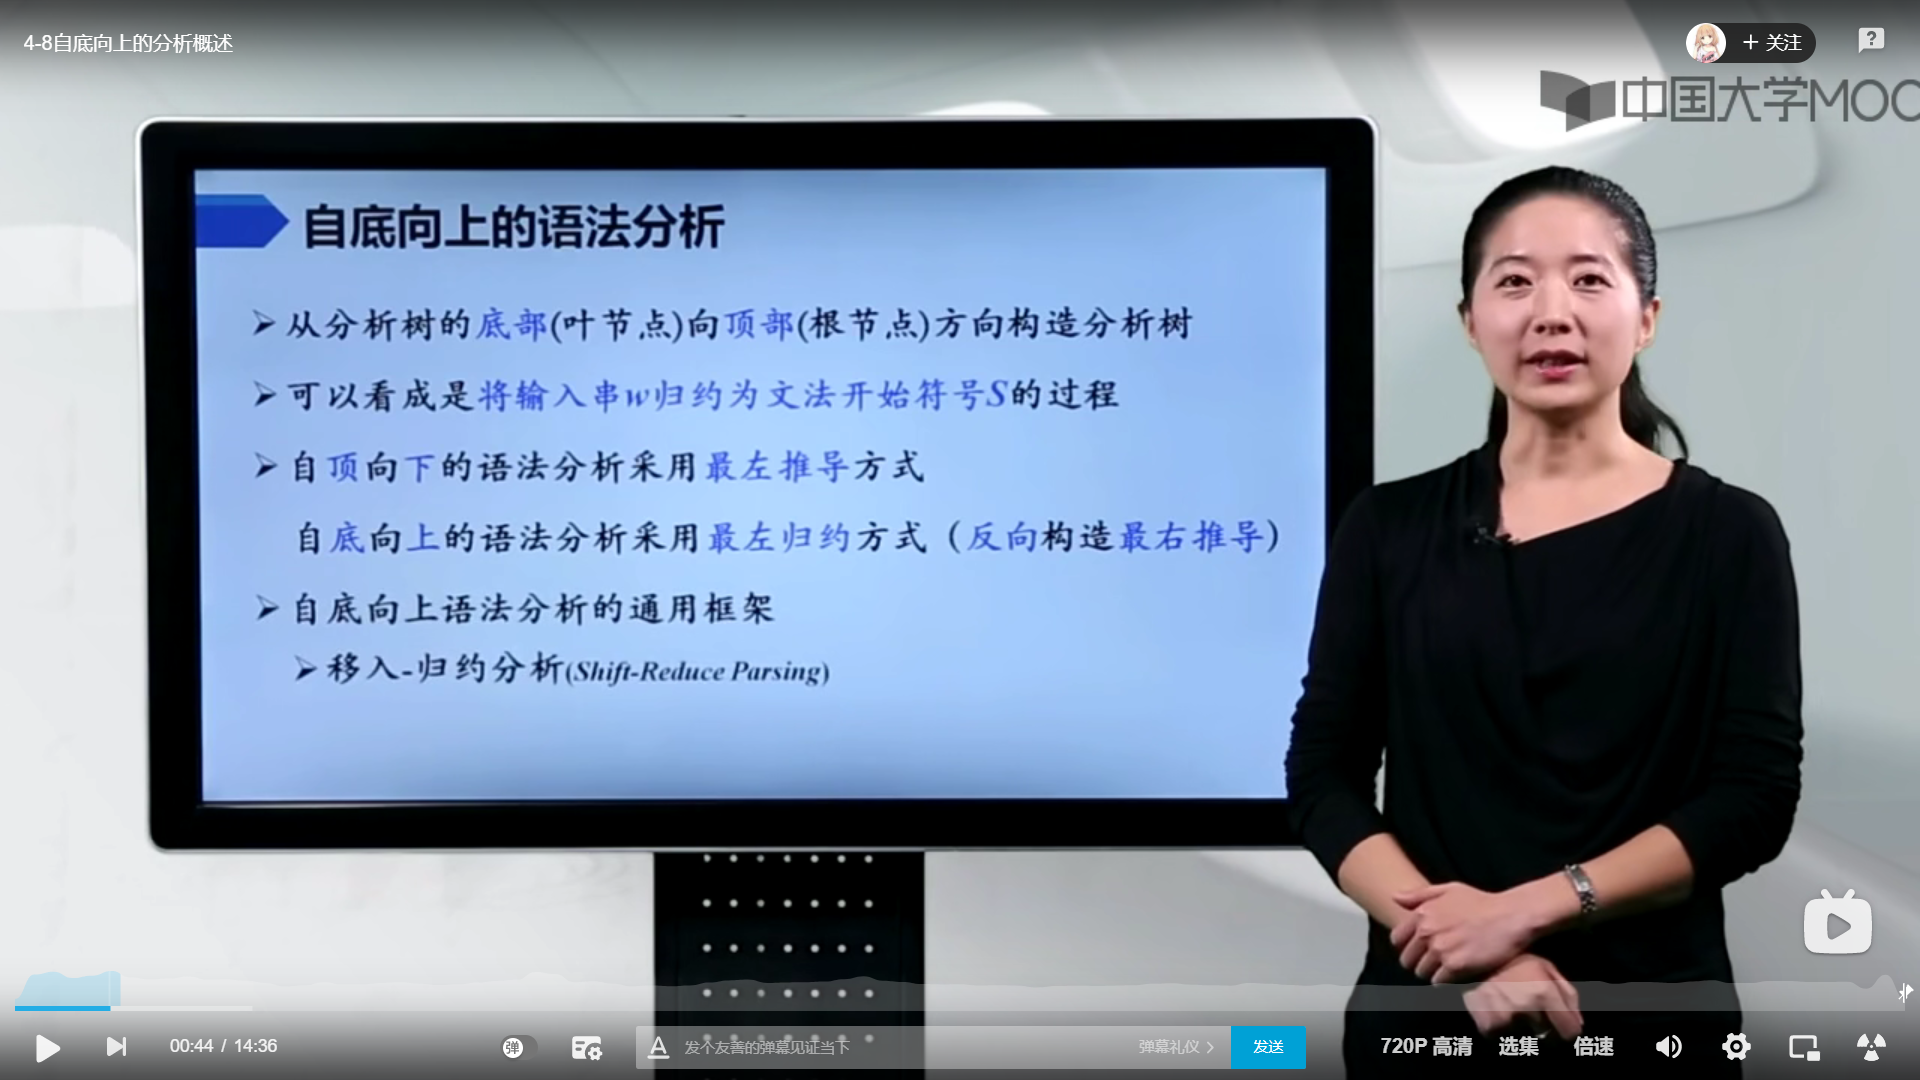 4-8自底向上的分析概述
+ 关注
中国大学MOO
自底向上的语法分析
➢ 从分析树的底部(叶节点)向顶部(根节点)方向构造分析树
➢ 可以看成是将输入串w归约为文法开始符号S的过程
➢ 自顶向下的语法分析采用最左推导方式
自底向上的语法分析采用最左归约方式（反向构造最右推导）
➢ 自底向上语法分析的通用框架
➢ 移入-归约分析(Shift-Reduce Parsing)
00:44 / 14:36
弹
A 发个友善的弹幕见证当下
弹幕礼仪 >
发送
720P 高清
选集
倍速